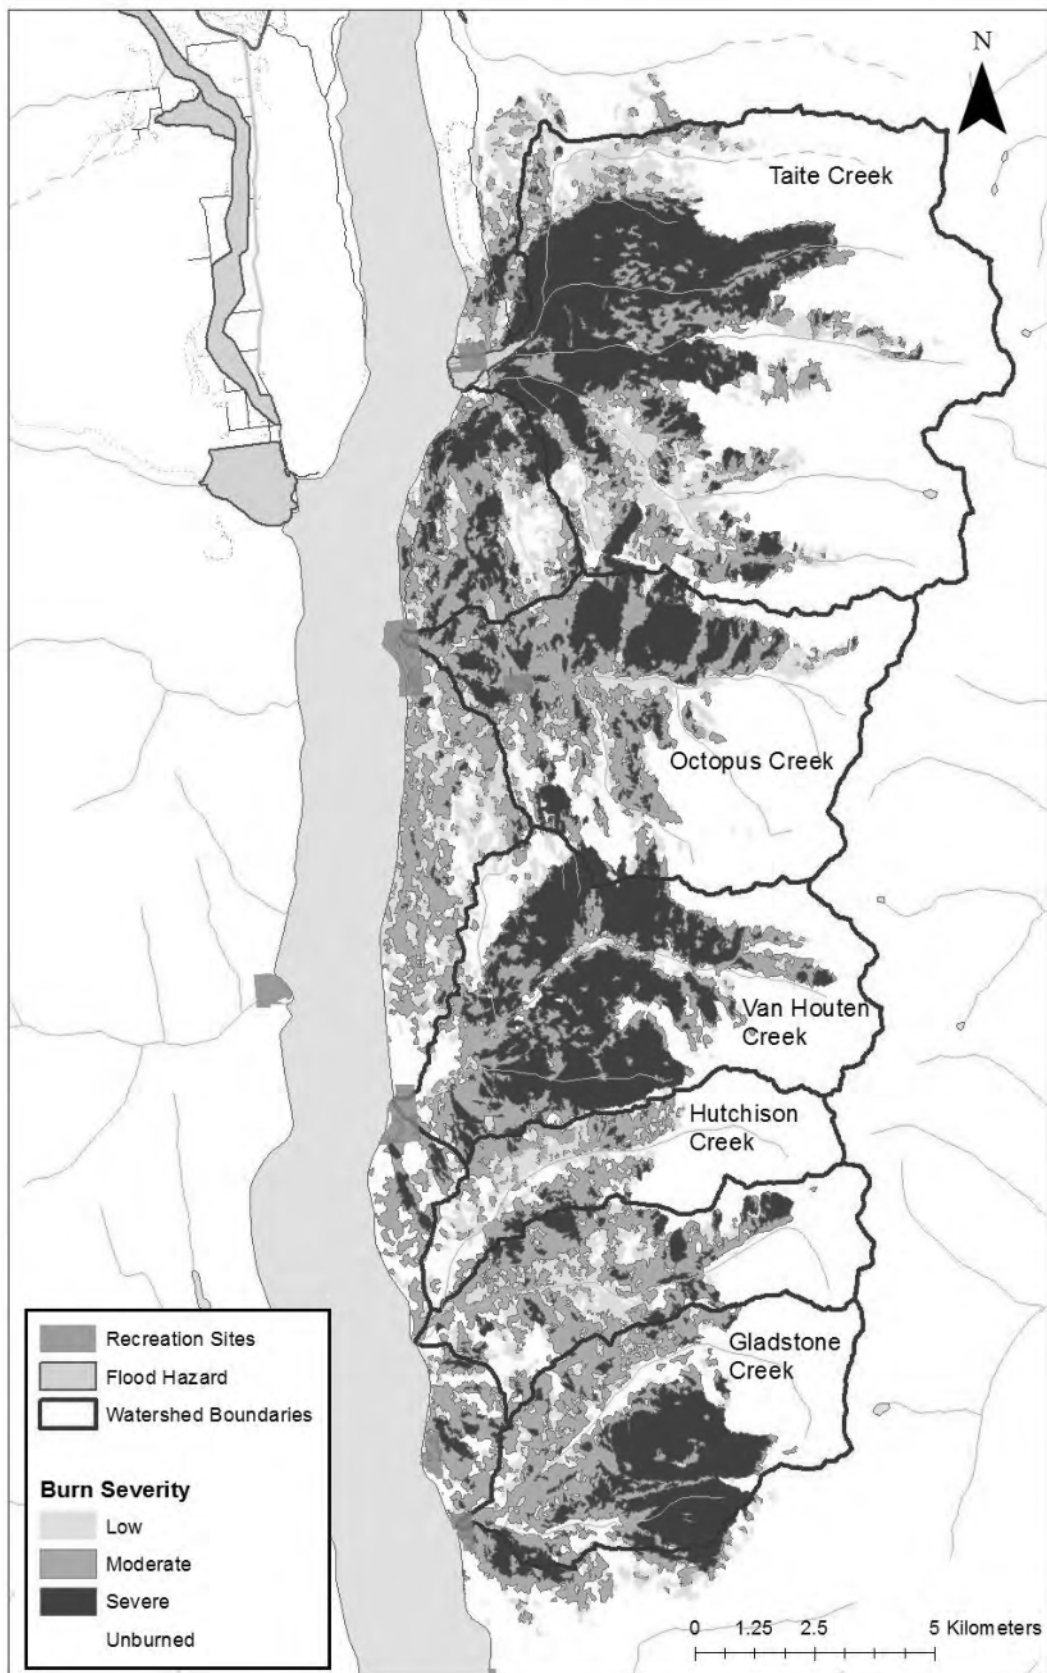 N
Taite Creek
Octopus Creek
Van Houten
Creek
Hutchison
Creek
Gladstone
Creek
Recreation Sites
Flood Hazard
Watershed Boundaries
Burn Severity
Low
Moderate
Severe
Unburned
0 1.25 2.5 5 Kilometers